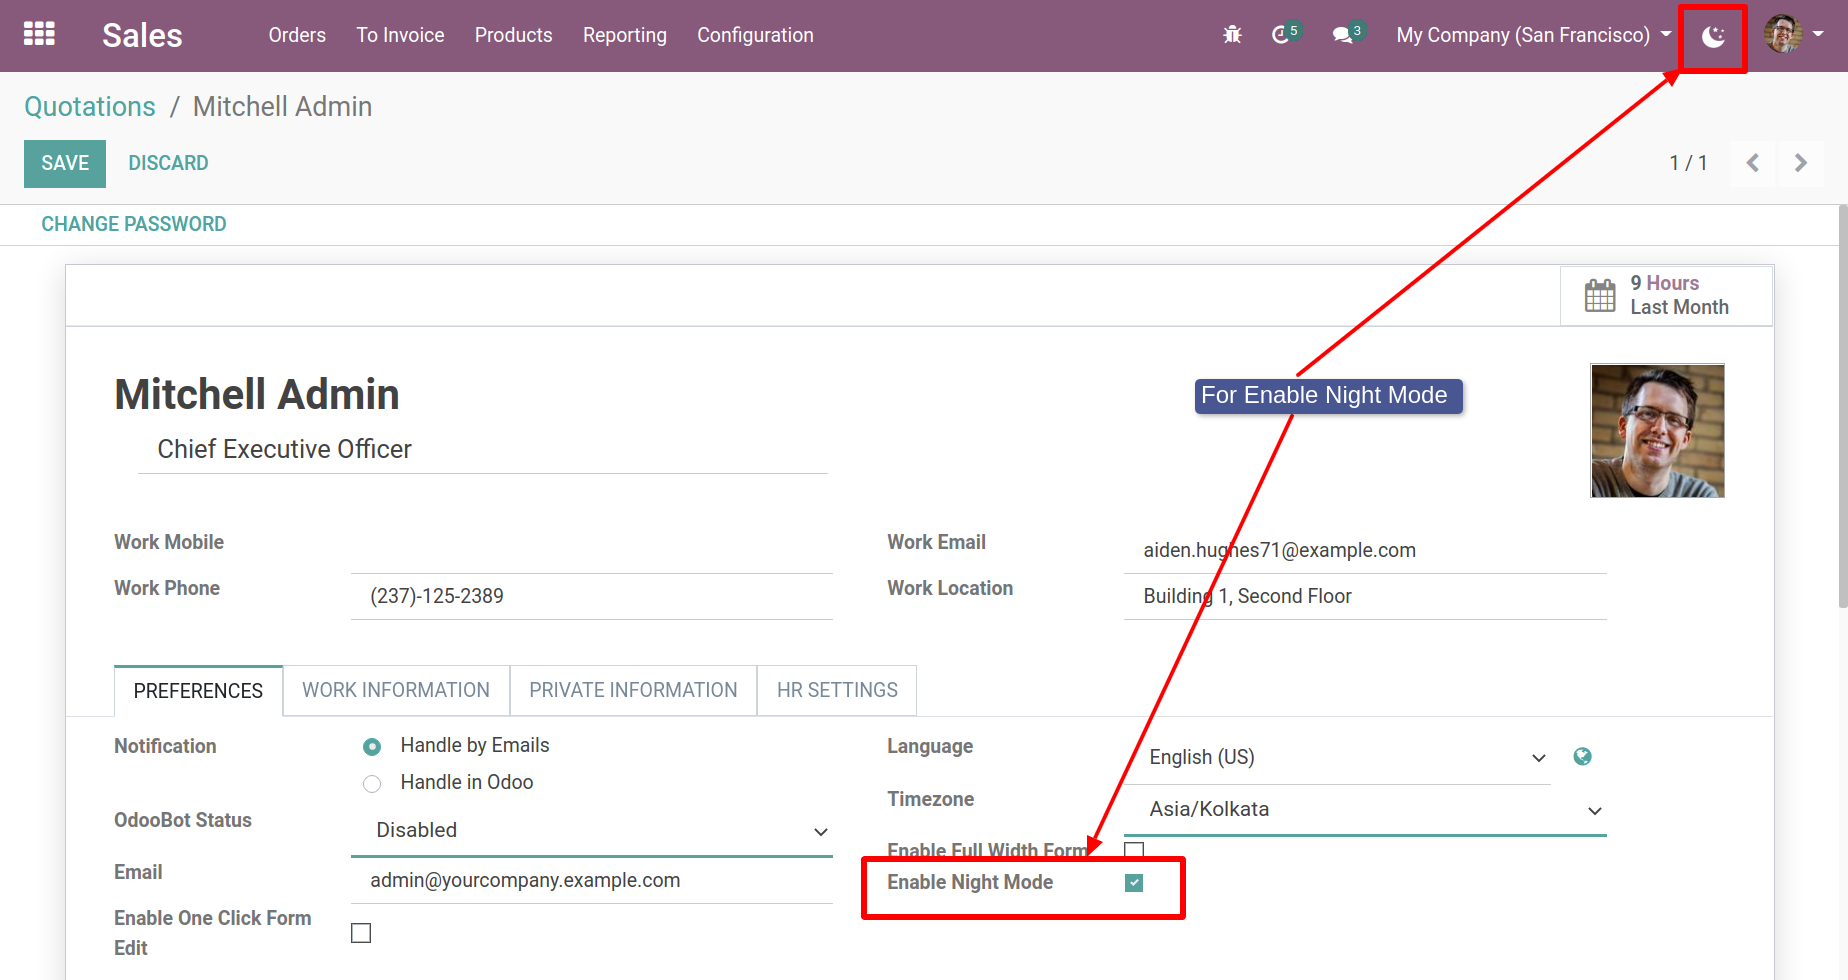 Sales Orders To Invoice Products Reporting Configuration 5 3 My Company (San Francisco)
Quotations / Mitchell Admin
SAVE DISCARD 1 / 1
CHANGE PASSWORD
9 Hours
Last Month
Mitchell Admin
For Enable Night Mode
Chief Executive Officer
Work Mobile
Work Email aiden.hughes71@example.com
Work Phone (237)-125-2389
Work Location Building 1, Second Floor
PREFERENCES WORK INFORMATION PRIVATE INFORMATION HR SETTINGS
Notification Handle by Emails
Handle in Odoo
OdooBot Status Disabled
Email admin@yourcompany.example.com
Enable One Click Form
Edit
Language English (US)
Timezone Asia/Kolkata
Enable Full Width Form
Enable Night Mode